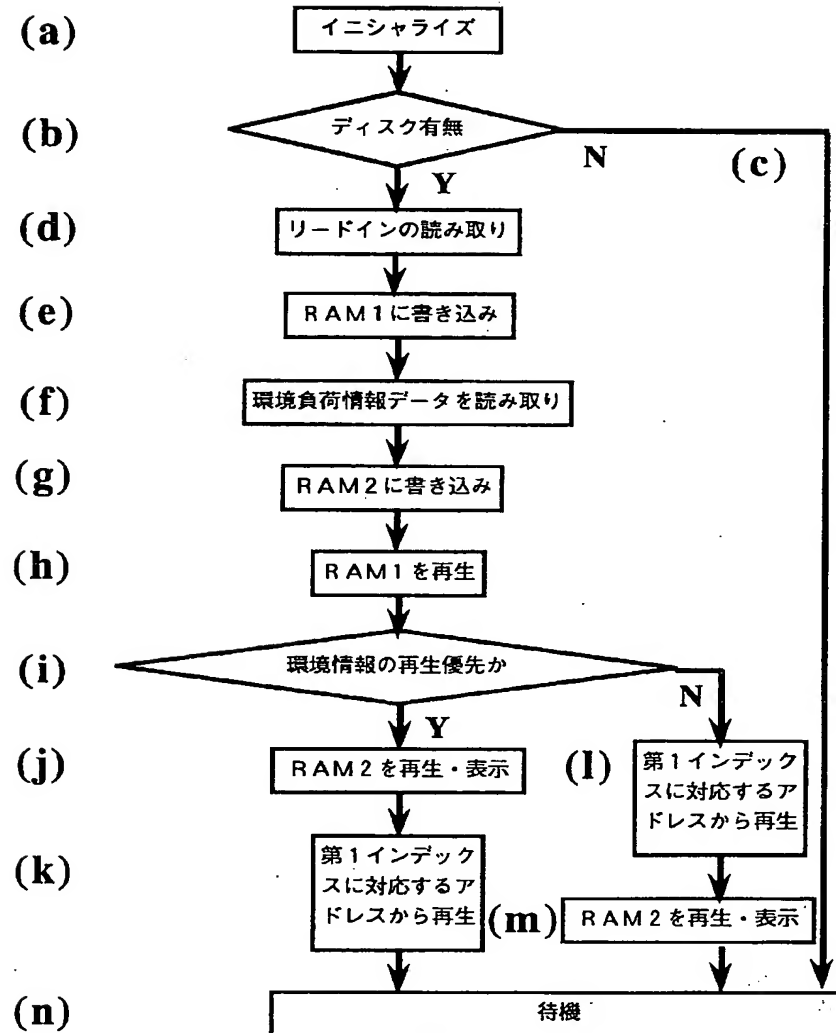 (a)
イニシャライズ
(b)
ディスク有無
N
(c)
Y
(d)
リードインの読み取り
(e)
RAM1に書き込み
(f)
環境負荷情報データを読み取り
(g)
RAM2に書き込み
(h)
RAM1を再生
(i)
環境情報の再生優先か
N
Y
(j)
RAM2を再生・表示
(l)
第1インデック
スに対応するア
ドレスから再生
(k)
第1インデック
スに対応するア
ドレスから再生
(m)
RAM2を再生・表示
(n)
待機